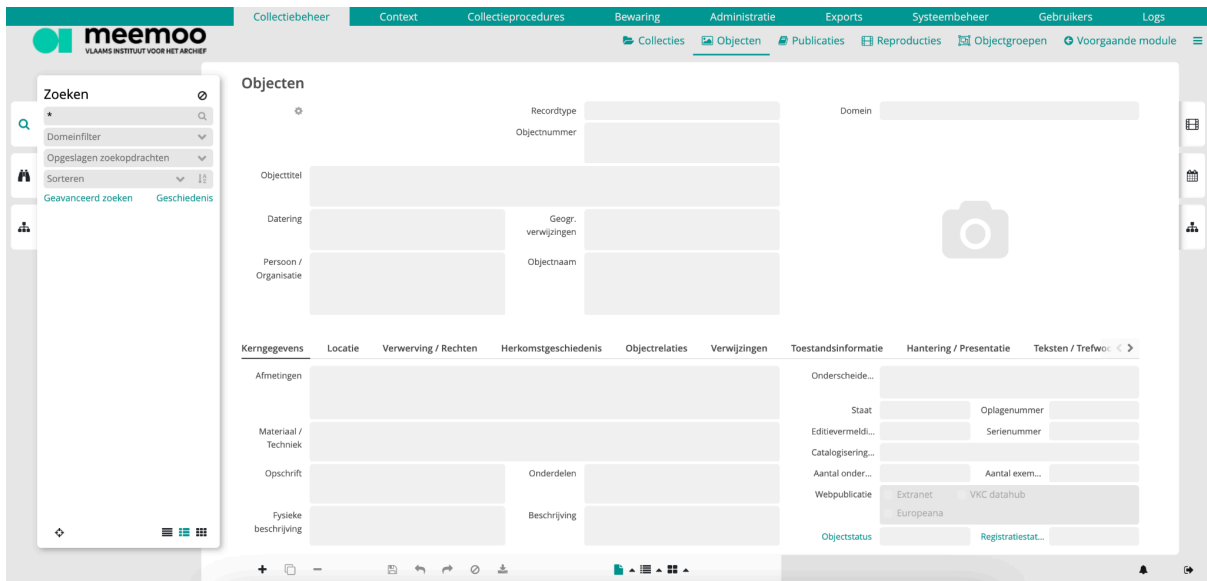 Collectiebeheer Context Collectieprocedures Bewaring Administratie Exports Systeembeheer Gebruikers Logs
meemoo
VLAAMS INSTITUUT VOOR HET ARCHIEF
Collecties Objecten Publicaties Reproducties Objectgroepen Voorgaande module
Objecten
Zoeken
*
Domeinfilter
Opgeslagen zoekopdrachten
Sorteren
Geavanceerd zoeken Geschiedenis
Recordtype Domein
Objectnummer
Objecttitel
Datering Geogr.
verwijzingen
Persoon /
Organisatie
Objectnaam
Kerngegevens Locatie Verwerving / Rechten Herkomstgeschiedenis Objectrelaties Verwijzingen Toestandsinformatie Hantering / Presentatie Teksten / Trefwoo
Afmetingen Onderscheide...
Staat Oplagenummer
Materiaal /
Techniek
Editievermeldi... Serienummer
Catalogisering...
Opschrift Onderdelen Aantal onder... Aantal exem...
Webpublicatie Extranet VKC datahub
Europeana
Fysieke
beschrijving
Beschrijving
Objectstatus Registratiestat...